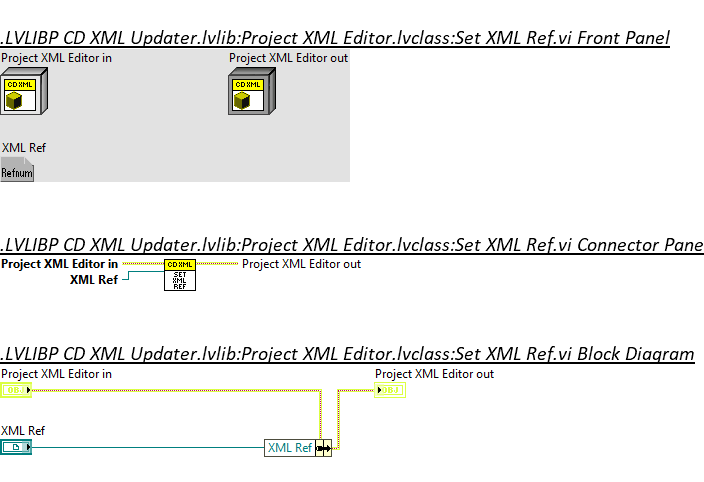 .LVLIBP CD XML Updater.lvlib:Project XML Editor.lvclass:Set XML Ref.vi Front Panel
Project XML Editor in
Project XML Editor out
CD XML
CD XML
XML Ref
Refnum
.LVLIBP CD XML Updater.lvlib:Project XML Editor.lvclass:Set XML Ref.vi Connector Pane
Project XML Editor in
CD XML
Project XML Editor out
XML Ref
SET
XML
REF
.LVLIBP CD XML Updater.lvlib:Project XML Editor.lvclass:Set XML Ref.vi Block Diagram
Project XML Editor in
Project XML Editor out
OBJ
OBJ
XML Ref
XML Ref